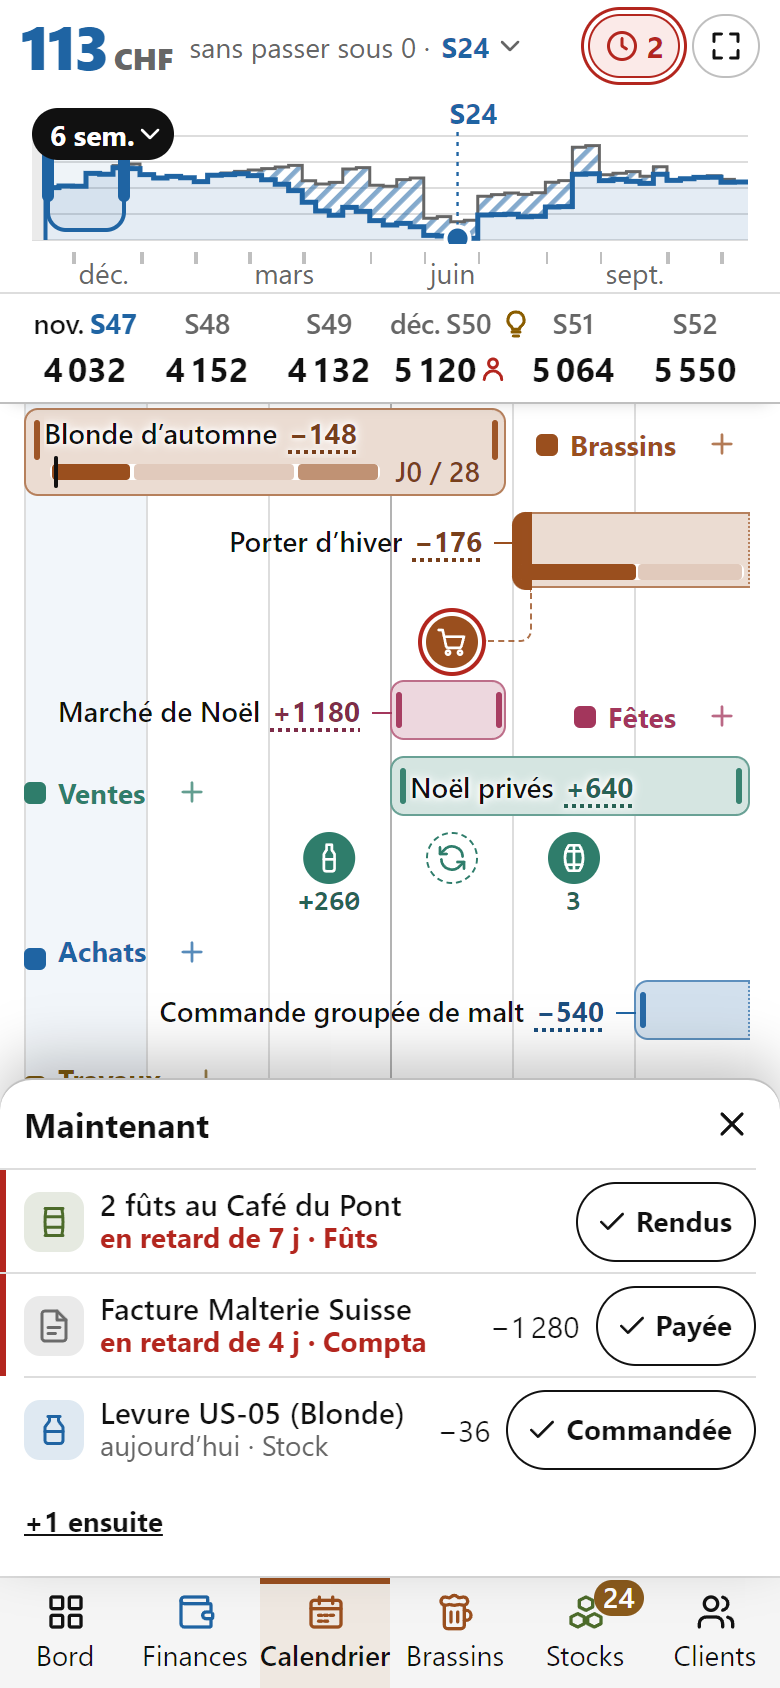 113 CHF sans passer sous 0 · S24
2
6 sem.
S24
déc. mars juin sept.
nov. S47 S48 S49 déc. S50 S51 S52
4 032 4 152 4 132 5 120 5 064 5 550
Blonde d’automne −148
J0 / 28
Brassins +
Porter d’hiver −176
Marché de Noël +1 180
Fêtes +
Ventes +
Noël privés +640
+260 3
Achats +
Commande groupée de malt −540
Travaux +
Maintenant
2 fûts au Café du Pont
en retard de 7 j · Fûts
Rendus
Facture Malterie Suisse
en retard de 4 j · Compta
−1 280
Payée
Levure US-05 (Blonde)
aujourd’hui · Stock
−36
Commandée
+1 ensuite
24
Bord Finances Calendrier Brassins Stocks Clients